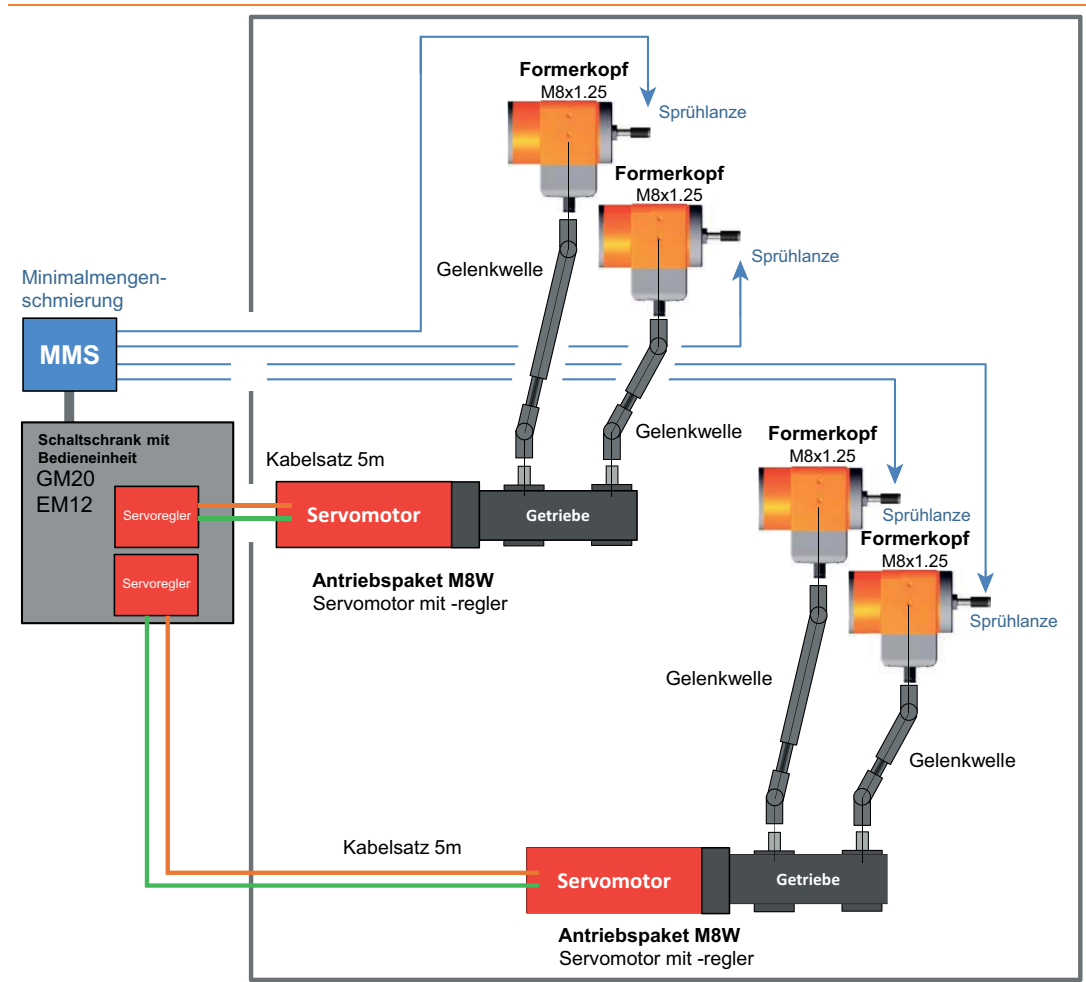 Formerkopf
M8x1.25
Sprühlanze
Formerkopf
M8x1.25
Sprühlanze
Gelenkwelle
Minimalmengen-
schmierung
MMS
Gelenkwelle
Schaltschrank mit
Bedieneinheit
GM20
EM12
Servoregler
Servoregler
Kabelsatz 5m
Servomotor
Getriebe
Antriebspaket M8W
Servomotor mit -regler
Formerkopf
M8x1.25
Sprühlanze
Formerkopf
M8x1.25
Sprühlanze
Gelenkwelle
Gelenkwelle
Kabelsatz 5m
Servomotor
Getriebe
Antriebspaket M8W
Servomotor mit -regler